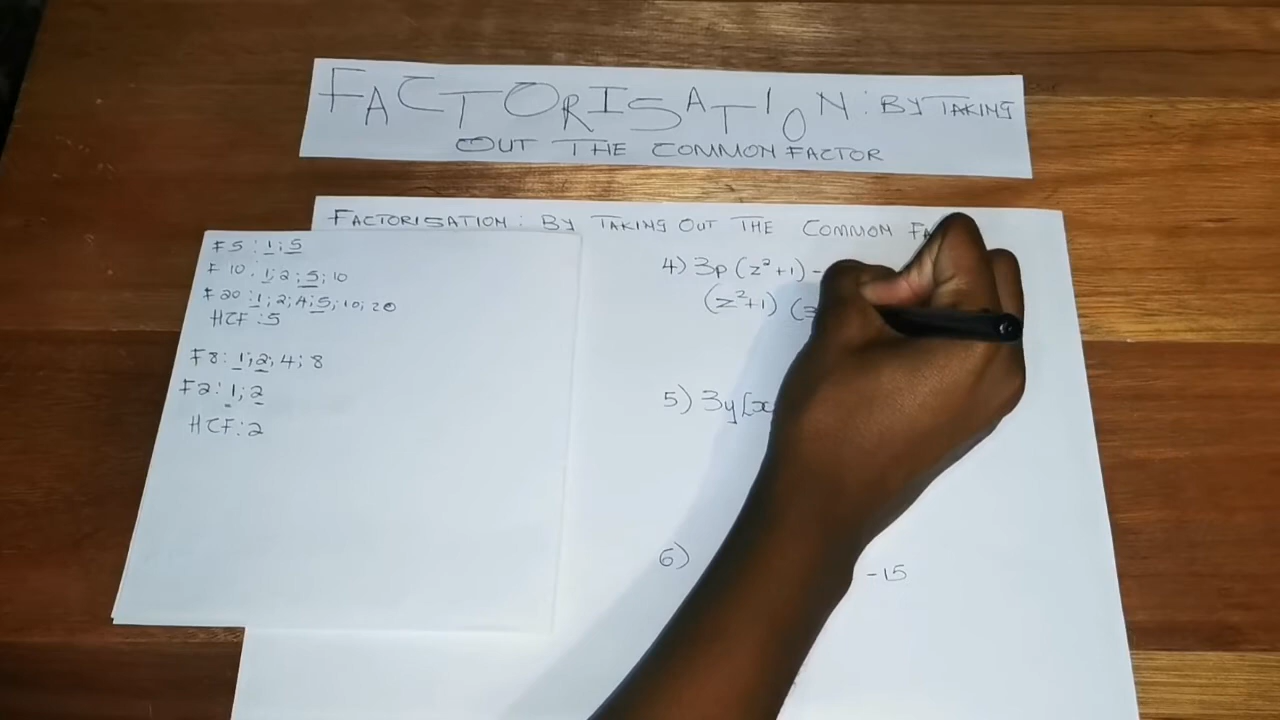 FACTORISATION: BY TAKING
OUT THE COMMON FACTOR
FACTORISATION: BY TAKING OUT THE COMMON FA
F5: 1; 5
F10: 1; 2; 5; 10
F20: 1; 2; 4; 5; 10; 20
HCF: 5
F8: 1; 2; 4; 8
F2: 1; 2
HCF: 2
4) 3p(z²+1) -
(z²+1) (3
5) 3y[x
6)
-15